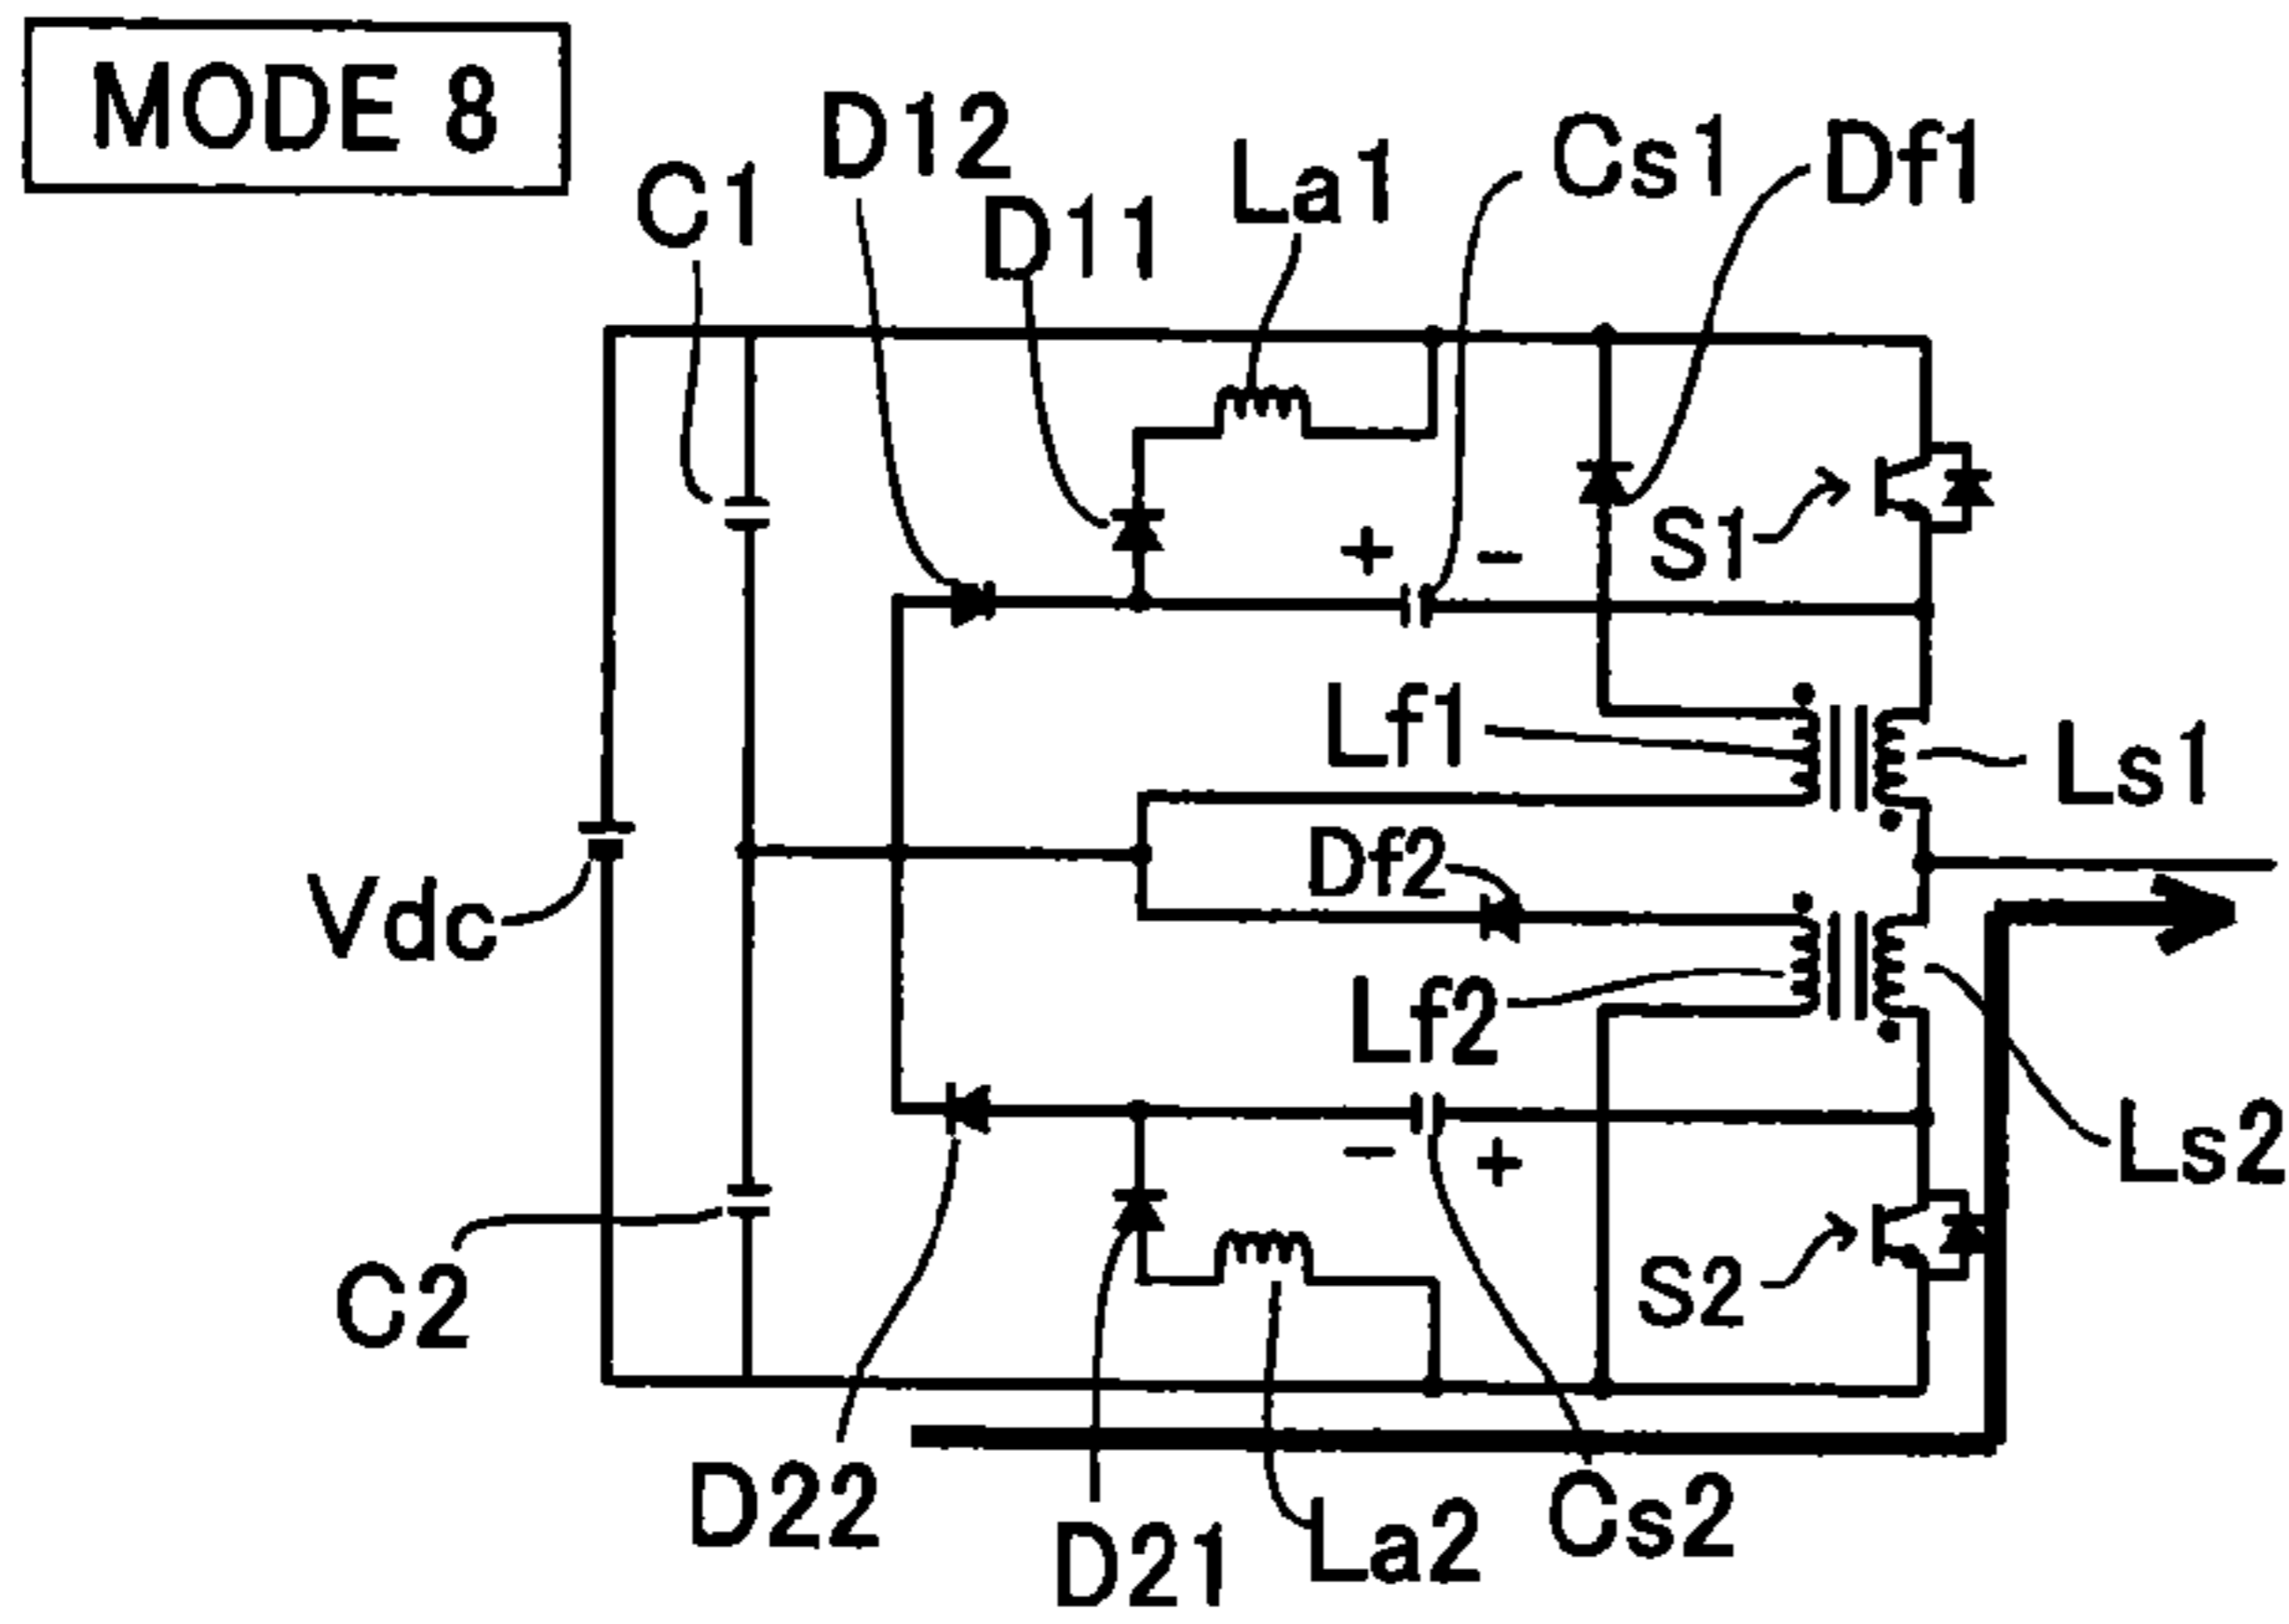 MODE 8
D12
Cs1
Df1
C1
La1
D11
+ -
S1
Lf1
Ls1
Df2
Vdc
Lf2
Ls2
- +
S2
C2
D22
Cs2
D21
La2